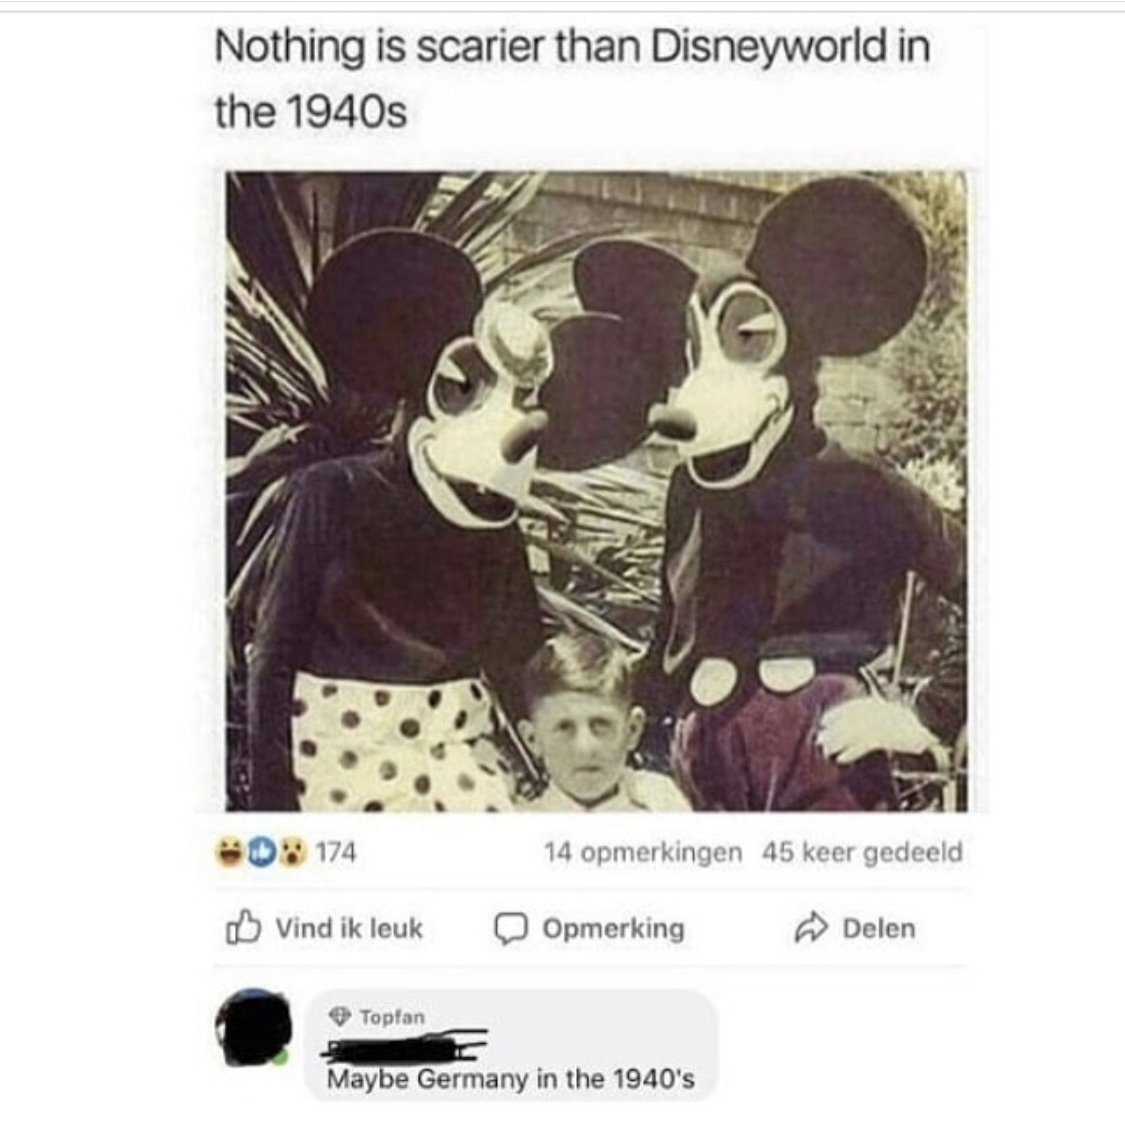 Nothing is scarier than Disneyworld in
the 1940s
174 14 opmerkingen 45 keer gedeeld
Vind ik leuk Opmerking Delen
Topfan
Maybe Germany in the 1940's